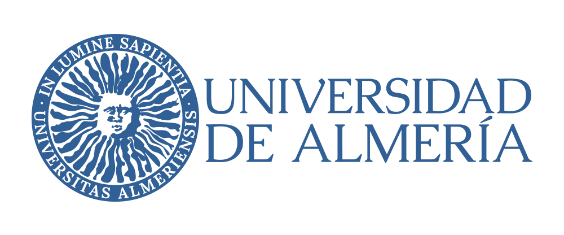 · IN LUMINE SAPIENTIA ·
UNIVERSITAS ALMERIENSIS
UNIVERSIDAD
DE ALMERÍA